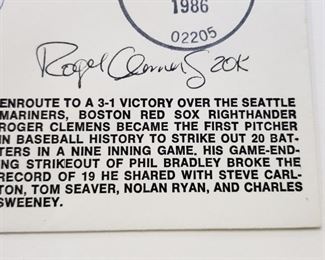 1986
02205
Roger Clemens 20K
ENROUTE TO A 3-1 VICTORY OVER THE SEATTLE
MARINERS, BOSTON RED SOX RIGHTHANDER
ROGER CLEMENS BECAME THE FIRST PITCHER
IN BASEBALL HISTORY TO STRIKE OUT 20 BAT-
TERS IN A NINE INNING GAME. HIS GAME-END-
ING STRIKEOUT OF PHIL BRADLEY BROKE THE
RECORD OF 19 HE SHARED WITH STEVE CARL-
TON, TOM SEAVER, NOLAN RYAN, AND CHARLES
SWEENEY.